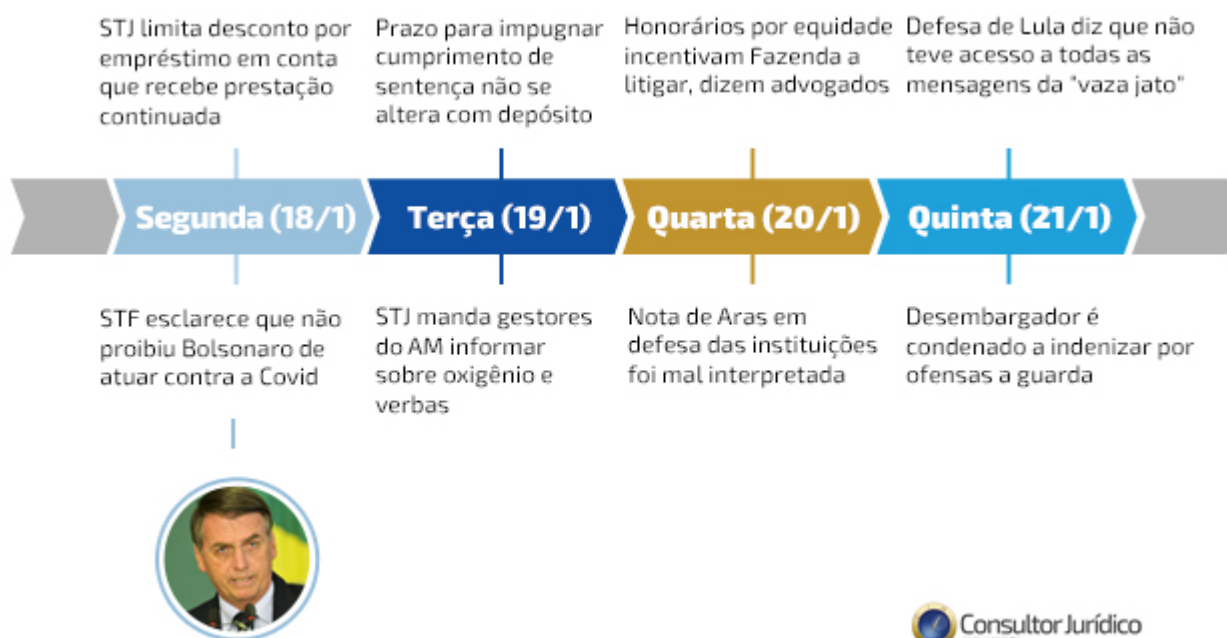 STJ limita desconto por
empréstimo em conta
que recebe prestação
continuada
Prazo para impugnar
cumprimento de
sentença não se
altera com depósito
Honorários por equidade
incentivam Fazenda a
litigar, dizem advogados
Defesa de Lula diz que não
teve acesso a todas as
mensagens da "vaza jato"
Segunda (18/1)
Terça (19/1)
Quarta (20/1)
Quinta (21/1)
STF esclarece que não
proibiu Bolsonaro de
atuar contra a Covid
STJ manda gestores
do AM informar
sobre oxigênio e
verbas
Nota de Aras em
defesa das instituições
foi mal interpretada
Desembargador é
condenado a indenizar por
ofensas a guarda
Consultor Jurídico